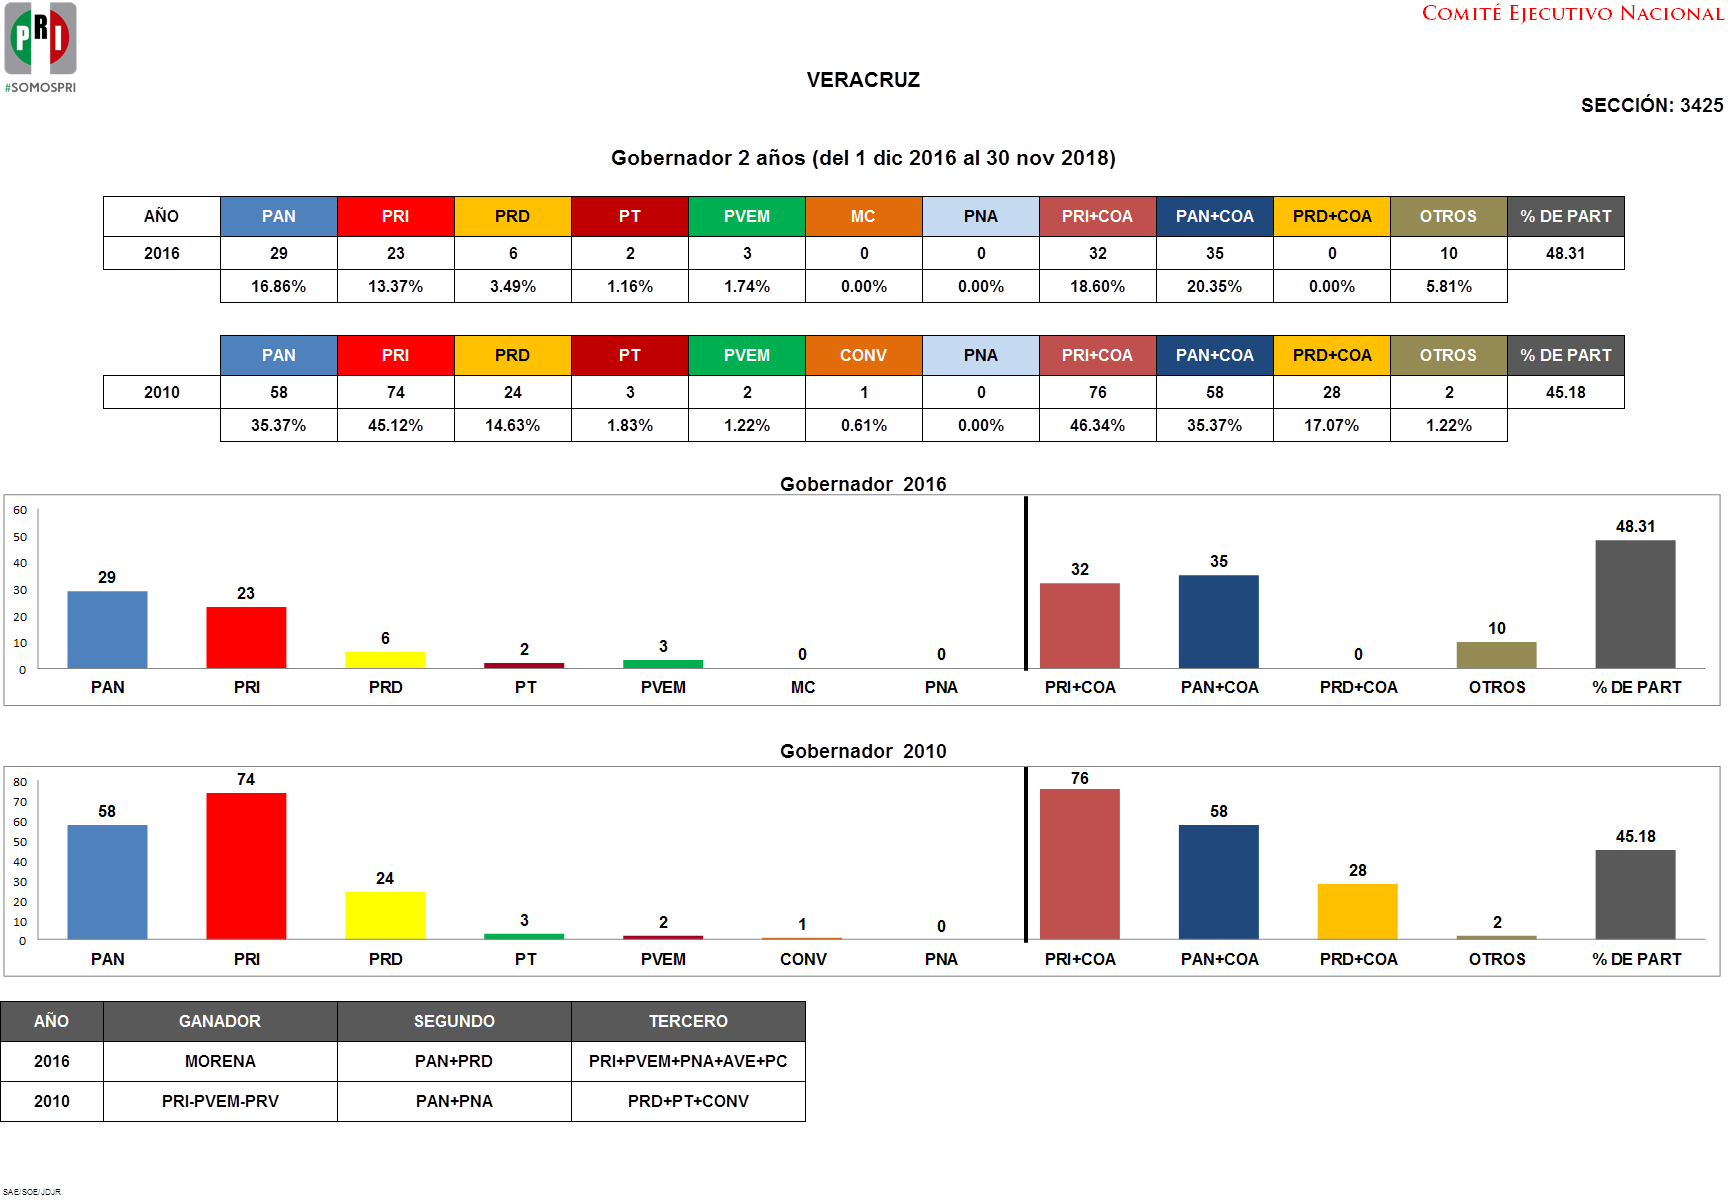 PRI
#SOMOSPRI
COMITÉ EJECUTIVO NACIONAL
VERACRUZ
SECCIÓN: 3425
Gobernador 2 años (del 1 dic 2016 al 30 nov 2018)
AÑO PAN PRI PRD PT PVEM MC PNA PRI+COA PAN+COA PRD+COA OTROS % DE PART
2016 29 23 6 2 3 0 0 32 35 0 10 48.31
16.86% 13.37% 3.49% 1.16% 1.74% 0.00% 0.00% 18.60% 20.35% 0.00% 5.81%
PAN PRI PRD PT PVEM CONV PNA PRI+COA PAN+COA PRD+COA OTROS % DE PART
2010 58 74 24 3 2 1 0 76 58 28 2 45.18
35.37% 45.12% 14.63% 1.83% 1.22% 0.61% 0.00% 46.34% 35.37% 17.07% 1.22%
Gobernador 2016
60
50
40
30
20
10
0
29 23 6 2 3 0 0 32 35 0 10 48.31
PAN PRI PRD PT PVEM MC PNA PRI+COA PAN+COA PRD+COA OTROS % DE PART
Gobernador 2010
80
70
60
50
40
30
20
10
0
58 74 24 3 2 1 0 76 58 28 2 45.18
PAN PRI PRD PT PVEM CONV PNA PRI+COA PAN+COA PRD+COA OTROS % DE PART
AÑO GANADOR SEGUNDO TERCERO
2016 MORENA PAN+PRD PRI+PVEM+PNA+AVE+PC
2010 PRI-PVEM-PRV PAN+PNA PRD+PT+CONV
SAE/SOE/JDJR